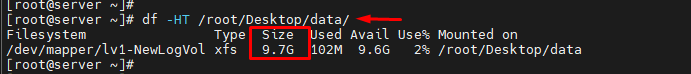 [root@server ~]#
[root@server ~]# df -HT /root/Desktop/data/
Filesystem Type Size Used Avail Use% Mounted on
/dev/mapper/lv1-NewLogVol xfs 9.7G 102M 9.6G 2% /root/Desktop/data
[root@server ~]#